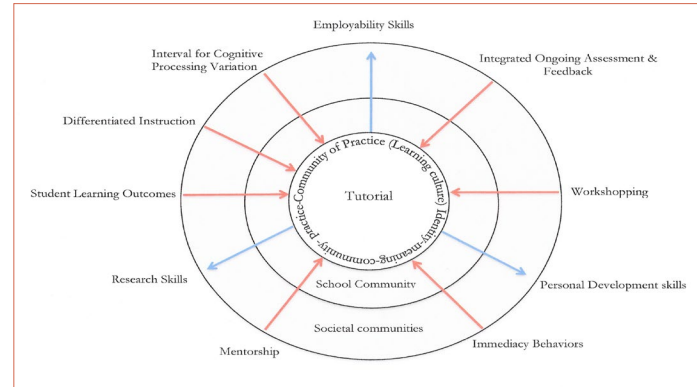 Employability Skills
Interval for Cognitive
Processing Variation
Integrated Ongoing Assessment &
Feedback
Differentiated Instruction
Community of Practice (Learning culture) Identity-meaning-community- practice-
Student Learning Outcomes
Tutorial
Workshopping
Research Skills
School Community
Personal Development skills
Societal communities
Mentorship
Immediacy Behaviors